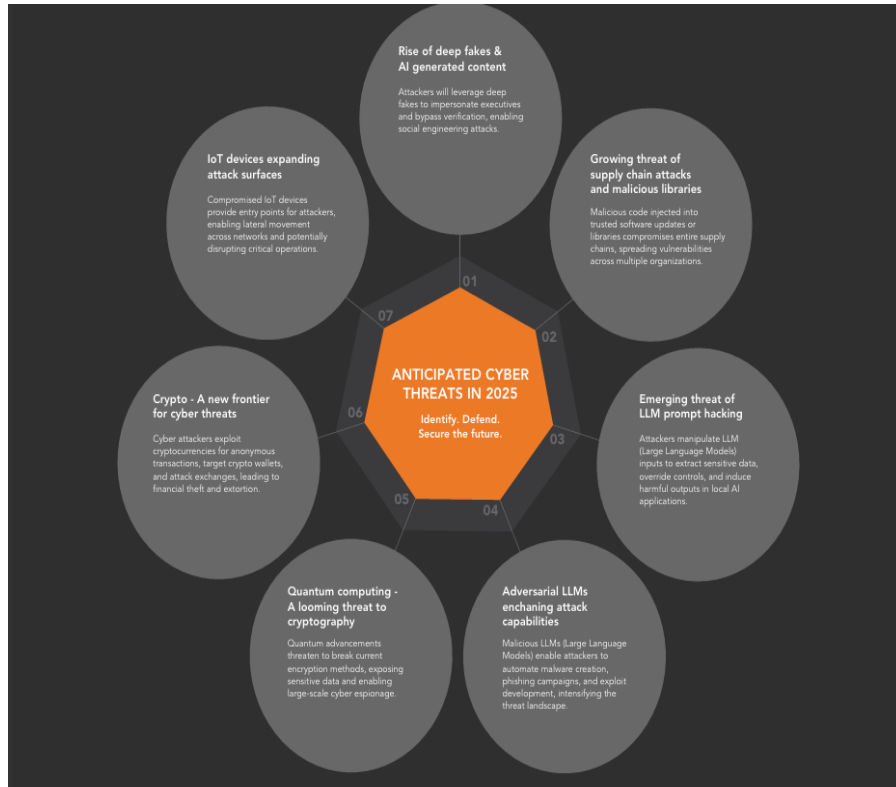 ANTICIPATED CYBER
THREATS IN 2025
Identify. Defend.
Secure the future.
01
Rise of deep fakes &
AI generated content
Attackers will leverage deep
fakes to impersonate executives
and bypass verification, enabling
social engineering attacks.
02
Growing threat of
supply chain attacks
and malicious libraries
Malicious code injected into
trusted software updates or
libraries compromises entire supply
chains, spreading vulnerabilities
across multiple organizations.
03
Emerging threat of
LLM prompt hacking
Attackers manipulate LLM
(Large Language Models)
inputs to extract sensitive data,
override controls, and induce
harmful outputs in local AI
applications.
04
Adversarial LLMs
enchaning attack
capabilities
Malicious LLMs (Large Language
Models) enable attackers to
automate malware creation,
phishing campaigns, and exploit
development, intensifying the
threat landscape.
05
Quantum computing -
A looming threat to
cryptography
Quantum advancements
threaten to break current
encryption methods, exposing
sensitive data and enabling
large-scale cyber espionage.
06
Crypto - A new frontier
for cyber threats
Cyber attackers exploit
cryptocurrencies for anonymous
transactions, target crypto wallets,
and attack exchanges, leading to
financial theft and extortion.
07
IoT devices expanding
attack surfaces
Compromised IoT devices
provide entry points for attackers,
enabling lateral movement
across networks and potentially
disrupting critical operations.